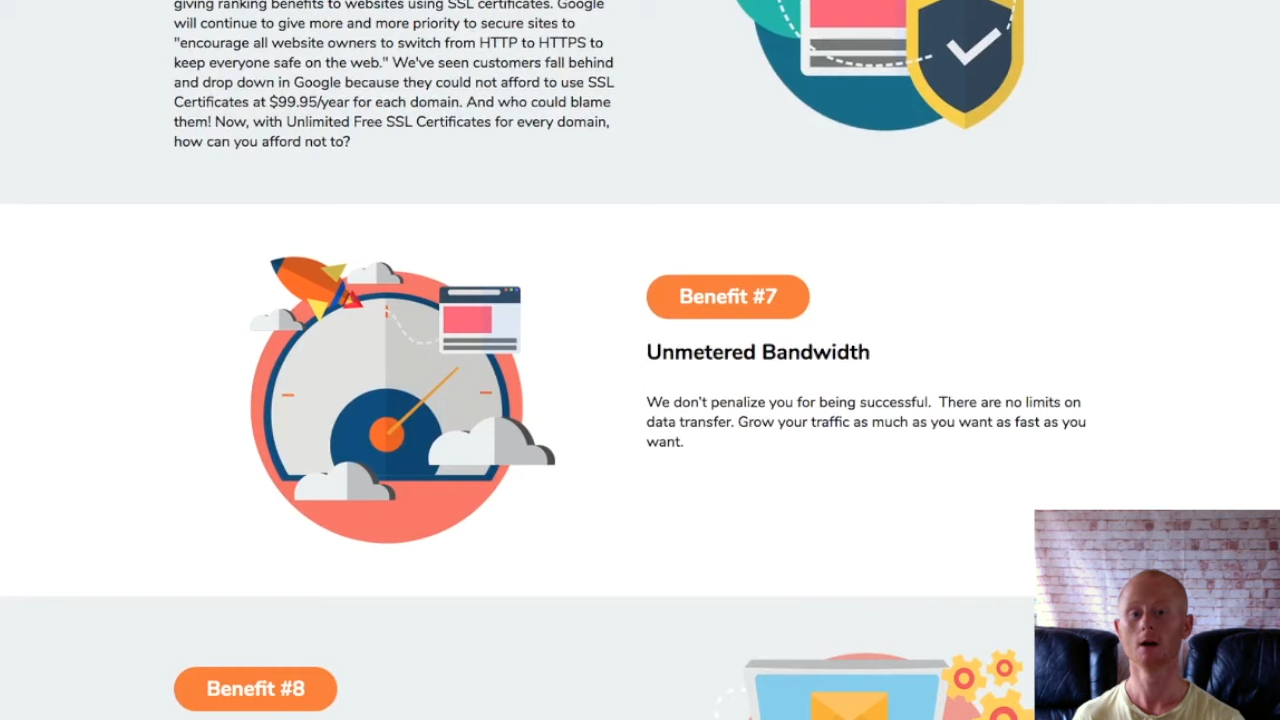 giving ranking benefits to websites using SSL certificates. Google
will continue to give more and more priority to secure sites to
"encourage all website owners to switch from HTTP to HTTPS to
keep everyone safe on the web." We've seen customers fall behind
and drop down in Google because they could not afford to use SSL
Certificates at $99.95/year for each domain. And who could blame
them! Now, with Unlimited Free SSL Certificates for every domain,
how can you afford not to?
Benefit #7
Unmetered Bandwidth
We don't penalize you for being successful. There are no limits on
data transfer. Grow your traffic as much as you want as fast as you
want.
Benefit #8